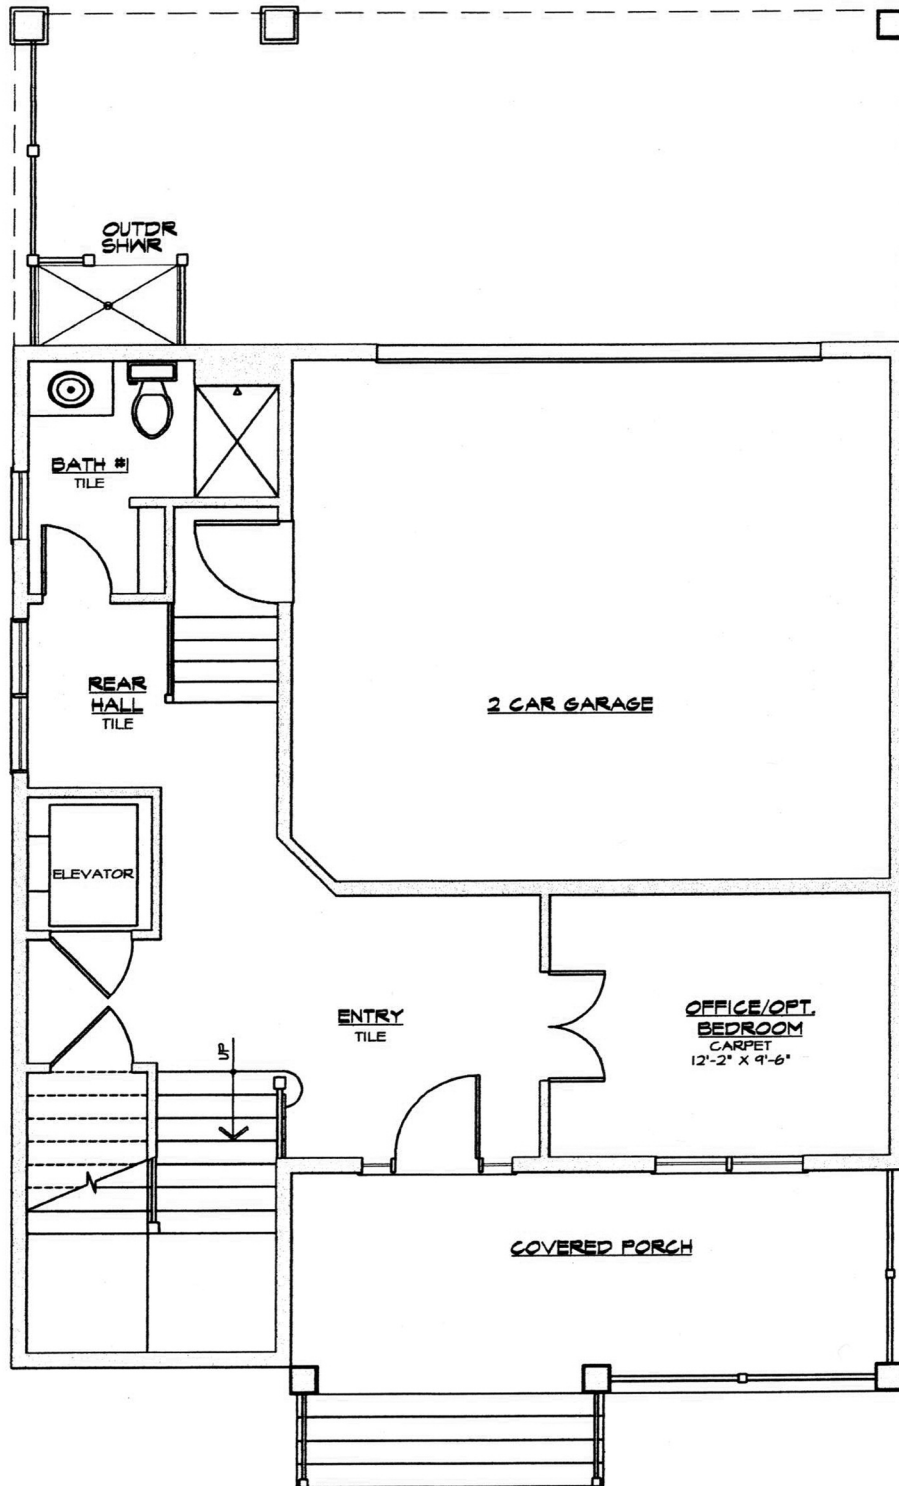 OUTDR
SHWR
BATH #1
TILE
REAR
HALL
TILE
2 CAR GARAGE
ELEVATOR
ENTRY
TILE
OFFICE/OPT.
BEDROOM
CARPET
12'-2" X 9'-6"
UP
COVERED PORCH